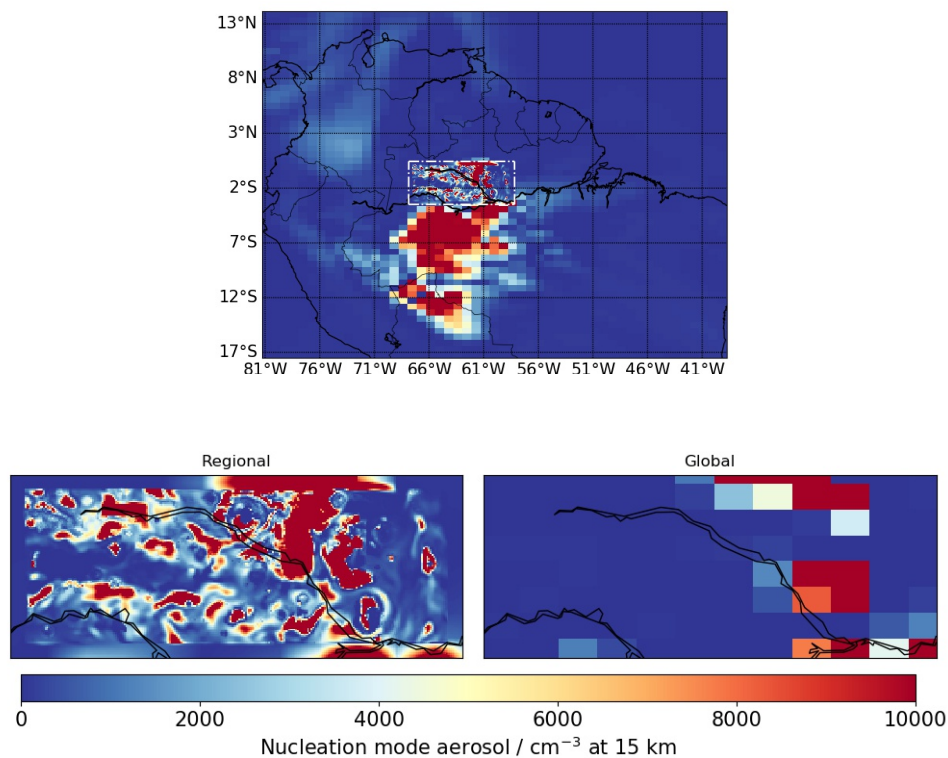 13°N
8°N
3°N
2°S
7°S
12°S
17°S
81°W 76°W 71°W 66°W 61°W 56°W 51°W 46°W 41°W
Regional Global
0 2000 4000 6000 8000 10000
Nucleation mode aerosol / cm⁻³ at 15 km